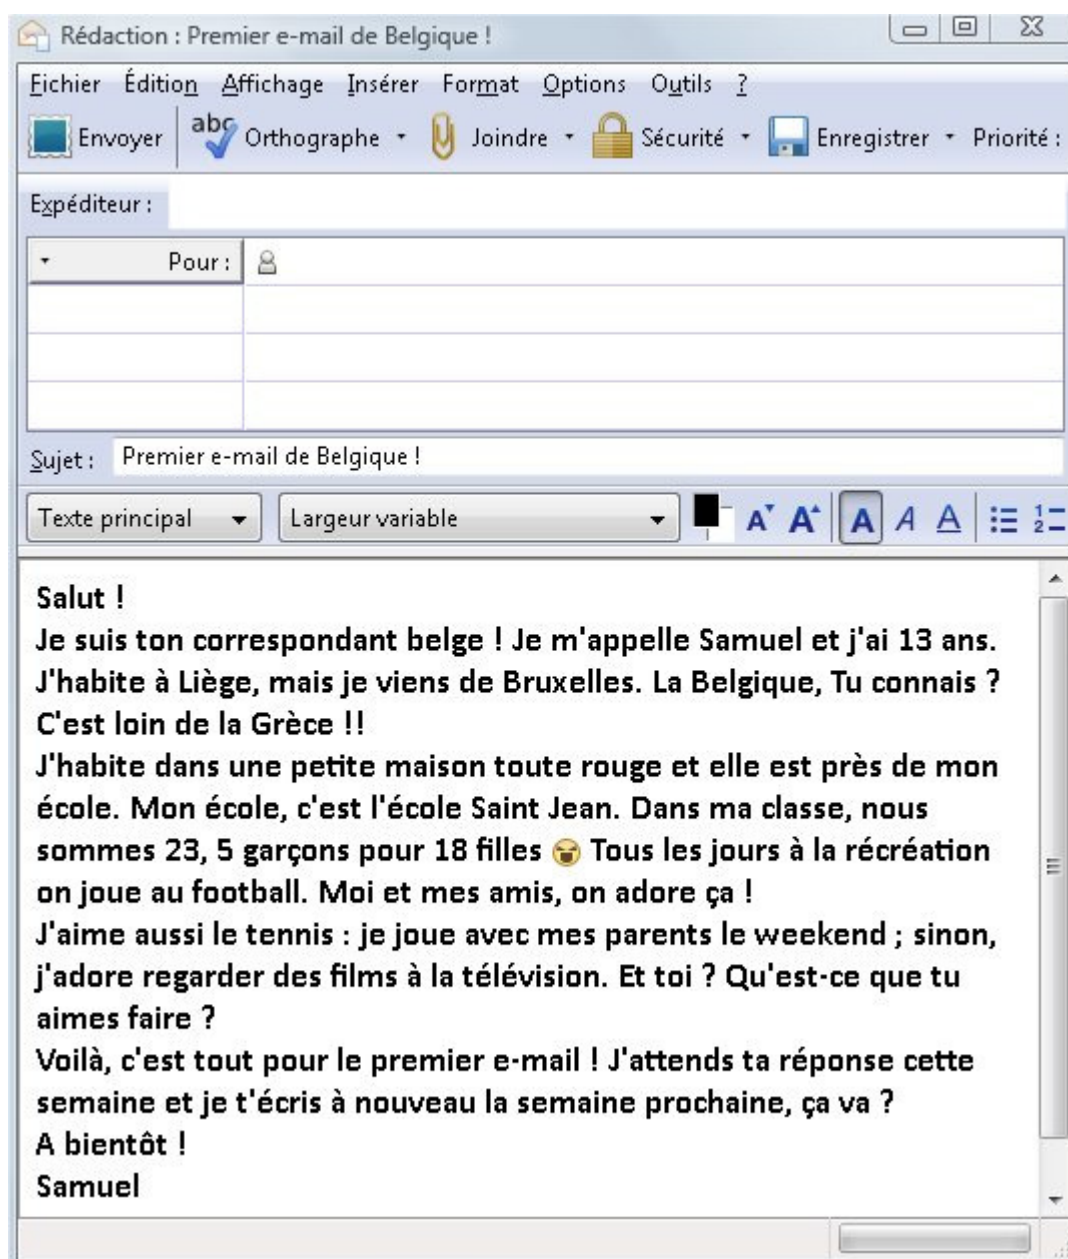 Rédaction : Premier e-mail de Belgique !
Fichier Édition Affichage Insérer Format Options Outils ?
Envoyer abc Orthographe Joindre Sécurité Enregistrer Priorité :
Expéditeur :
Pour :
Sujet : Premier e-mail de Belgique !
Texte principal Largeur variable A A A A A 1 2
Salut !
Je suis ton correspondant belge ! Je m'appelle Samuel et j'ai 13 ans.
J'habite à Liège, mais je viens de Bruxelles. La Belgique, Tu connais ?
C'est loin de la Grèce !!
J'habite dans une petite maison toute rouge et elle est près de mon
école. Mon école, c'est l'école Saint Jean. Dans ma classe, nous
sommes 23, 5 garçons pour 18 filles Tous les jours à la récréation
on joue au football. Moi et mes amis, on adore ça !
J'aime aussi le tennis : je joue avec mes parents le weekend ; sinon,
j'adore regarder des films à la télévision. Et toi ? Qu'est-ce que tu
aimes faire ?
Voilà, c'est tout pour le premier e-mail ! J'attends ta réponse cette
semaine et je t'écris à nouveau la semaine prochaine, ça va ?
A bientôt !
Samuel